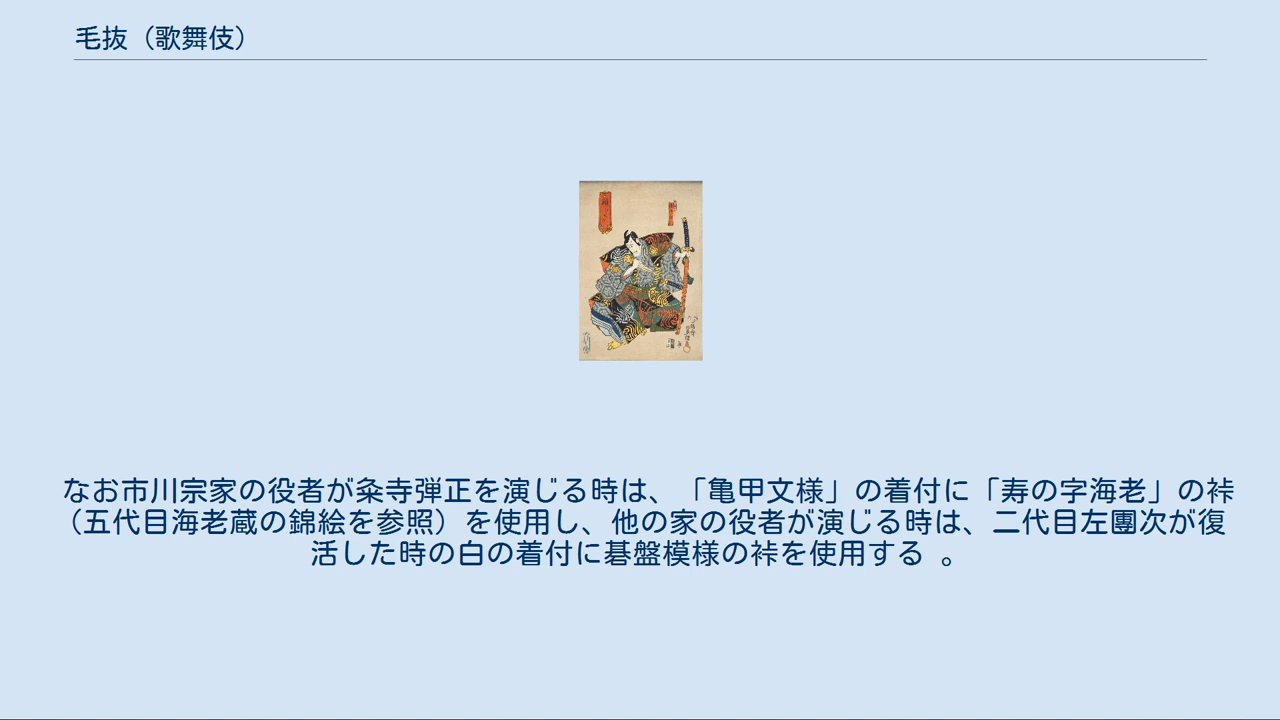 毛抜（歌舞伎）
なお市川宗家の役者が粂寺弾正を演じる時は、「亀甲文様」の着付に「寿の字海老」の裃
（五代目海老蔵の錦絵を参照）を使用し、他の家の役者が演じる時は、二代目左團次が復
活した時の白の着付に碁盤模様の裃を使用する 。